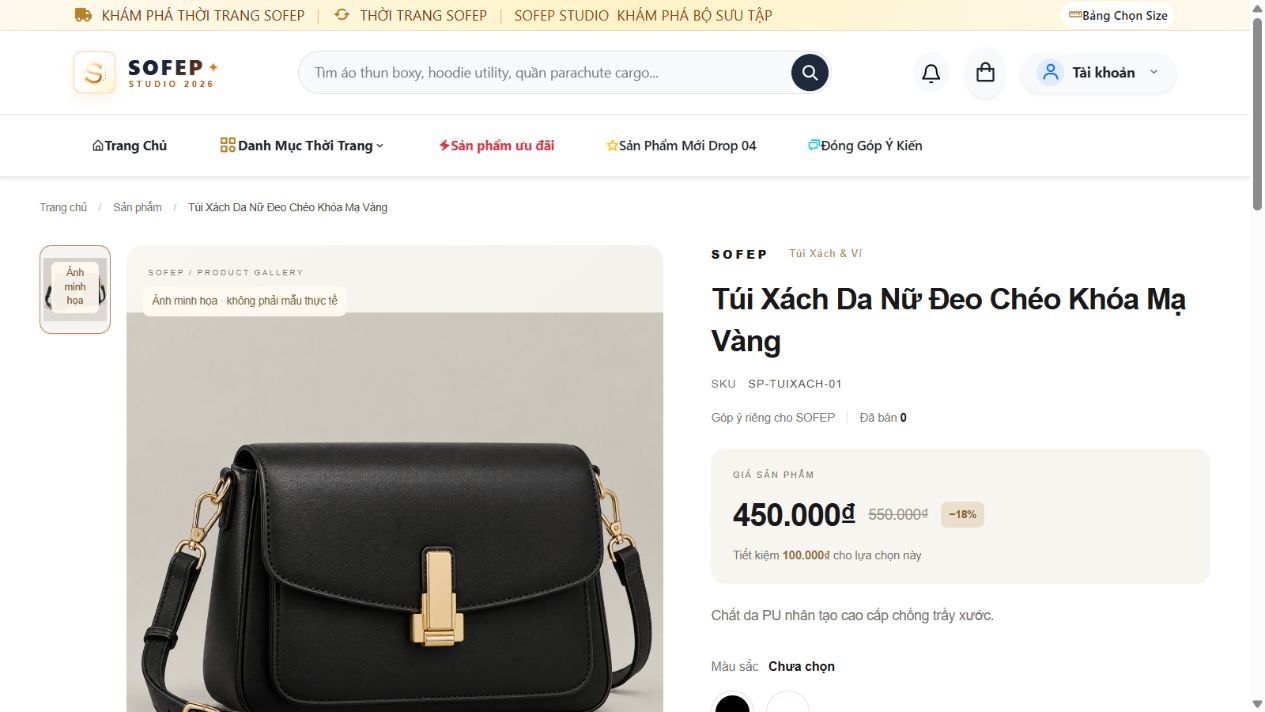 KHÁM PHÁ THỜI TRANG SOFEP | THỜI TRANG SOFEP | SOFEP STUDIO KHÁM PHÁ BỘ SƯU TẬP
Bảng Chọn Size
S
SOFEP
STUDIO 2026
Tìm áo thun boxy, hoodie utility, quần parachute cargo...
Tài khoản
Trang Chủ
Danh Mục Thời Trang
Sản phẩm ưu đãi
Sản Phẩm Mới Drop 04
Đóng Góp Ý Kiến
Trang chủ / Sản phẩm / Túi Xách Da Nữ Đeo Chéo Khóa Mạ Vàng
Ảnh
minh
họa
SOFEP / PRODUCT GALLERY
Ảnh minh họa · không phải mẫu thực tế
SOFEP Túi Xách & Ví
Túi Xách Da Nữ Đeo Chéo Khóa Mạ
Vàng
SKU SP-TUIXACH-01
Góp ý riêng cho SOFEP | Đã bán 0
GIÁ SẢN PHẨM
450.000₫ 550.000₫ −18%
Tiết kiệm 100.000₫ cho lựa chọn này
Chất da PU nhân tạo cao cấp chống trầy xước.
Màu sắc Chưa chọn